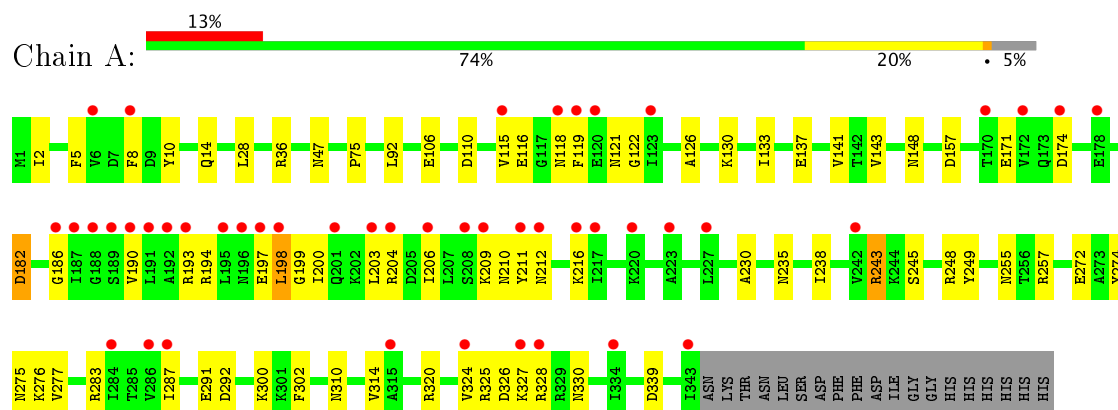 13%
Chain A:
74% 20% • 5%
M1 I2 F5 V6 D7 F8 D9 Y10 Q14 L28 R36 N47 P75 L92 E106 D110 V115 E116 G117 N118 F119 E120 N121 G122 I123 A126 K130 I133 E137 V141 T142 V143 N148 D157 T170 E171 V172 Q173 D174 E178
D182 G186 I187 G188 S189 V190 L191 A192 R193 R194 L195 N196 E197 L198 G199 I200 Q201 K202 L203 R204 D205 I206 L207 S208 K209 N210 Y211 N212 K216 I217 K220 A223 L227 A230 N235 I238 V242 R243 K244 S245 R248 Y249 N255 T256 R257 E272 A273 Y274
N275 K276 V277 R283 I284 T285 V286 I287 E291 D292 K300 K301 F302 N310 V314 A315 R320 V324 R325 D326 K327 R328 R329 N330 I334 D339 I343 ASN LYS THR ASN LEU SER ASP PHE PHE ASP ILE GLY GLY HIS HIS HIS HIS HIS HIS